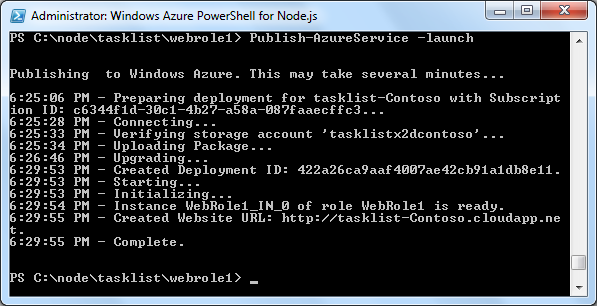 Administrator: Windows Azure PowerShell for Node.js
PS C:\node\tasklist\webrole1> Publish-AzureService -launch
Publishing  to Windows Azure. This may take several minutes...
6:25:06 PM - Preparing deployment for tasklist-Contoso with Subscript
ion ID: c6344f1d-30c1-4b27-a58a-087faaecffc3...
6:25:28 PM - Connecting...
6:25:33 PM - Verifying storage account 'tasklistx2dcontoso'...
6:25:34 PM - Uploading Package...
6:26:46 PM - Upgrading...
6:29:53 PM - Created Deployment ID: 422a26ca9aaf4007ae42cb91a1db8e11.
6:29:53 PM - Starting...
6:29:53 PM - Initializing...
6:29:54 PM - Instance WebRole1_IN_0 of role WebRole1 is ready.
6:29:55 PM - Created Website URL: http://tasklist-Contoso.cloudapp.ne
t.
6:29:55 PM - Complete.
PS C:\node\tasklist\webrole1> _